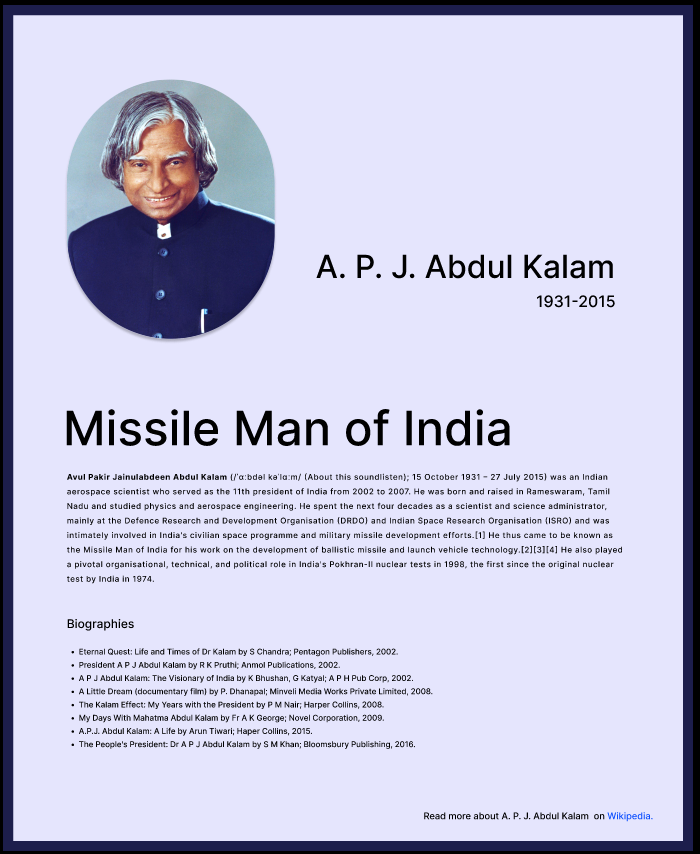 A. P. J. Abdul Kalam
1931-2015
Missile Man of India
Avul Pakir Jainulabdeen Abdul Kalam (/ˈɑːbdəl kəˈlɑːm/ (About this soundlisten); 15 October 1931 – 27 July 2015) was an Indian
aerospace scientist who served as the 11th president of India from 2002 to 2007. He was born and raised in Rameswaram, Tamil
Nadu and studied physics and aerospace engineering. He spent the next four decades as a scientist and science administrator,
mainly at the Defence Research and Development Organisation (DRDO) and Indian Space Research Organisation (ISRO) and was
intimately involved in India's civilian space programme and military missile development efforts.[1] He thus came to be known as
the Missile Man of India for his work on the development of ballistic missile and launch vehicle technology.[2][3][4] He also played
a pivotal organisational, technical, and political role in India's Pokhran-II nuclear tests in 1998, the first since the original nuclear
test by India in 1974.
Biographies
• Eternal Quest: Life and Times of Dr Kalam by S Chandra; Pentagon Publishers, 2002.
• President A P J Abdul Kalam by R K Pruthi; Anmol Publications, 2002.
• A P J Abdul Kalam: The Visionary of India by K Bhushan, G Katyal; A P H Pub Corp, 2002.
• A Little Dream (documentary film) by P. Dhanapal; Minveli Media Works Private Limited, 2008.
• The Kalam Effect: My Years with the President by P M Nair; Harper Collins, 2008.
• My Days With Mahatma Abdul Kalam by Fr A K George; Novel Corporation, 2009.
• A.P.J. Abdul Kalam: A Life by Arun Tiwari; Haper Collins, 2015.
• The People's President: Dr A P J Abdul Kalam by S M Khan; Bloomsbury Publishing, 2016.
Read more about A. P. J. Abdul Kalam on Wikipedia.